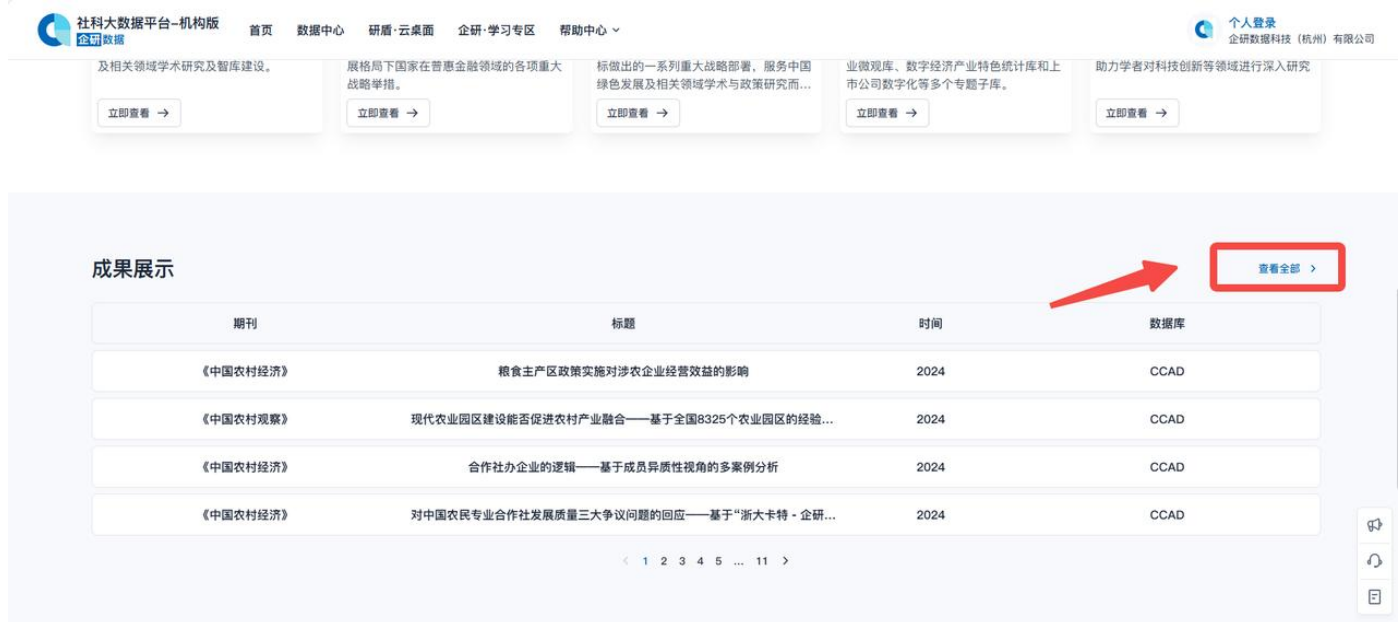 社科大数据平台-机构版
企研数据
首页 数据中心 研盾·云桌面 企研·学习专区 帮助中心
个人登录
企研数据科技（杭州）有限公司
及相关领域学术研究及智库建设。
立即查看 →
展格局下国家在普惠金融领域的各项重大
战略举措。
立即查看 →
标做出的一系列重大战略部署，服务中国
绿色发展及相关领域学术与政策研究而...
立即查看 →
业微观库、数字经济产业特色统计库和上
市公司数字化等多个专题子库。
立即查看 →
助力学者对科技创新等领域进行深入研究
立即查看 →
成果展示
查看全部 >
期刊 标题 时间 数据库
《中国农村经济》 粮食主产区政策实施对涉农企业经营效益的影响 2024 CCAD
《中国农村观察》 现代农业园区建设能否促进农村产业融合——基于全国8325个农业园区的经验... 2024 CCAD
《中国农村经济》 合作社办企业的逻辑——基于成员异质性视角的多案例分析 2024 CCAD
《中国农村经济》 对中国农民专业合作社发展质量三大争议问题的回应——基于“浙大卡特 - 企研... 2024 CCAD
< 1 2 3 4 5 ... 11 >